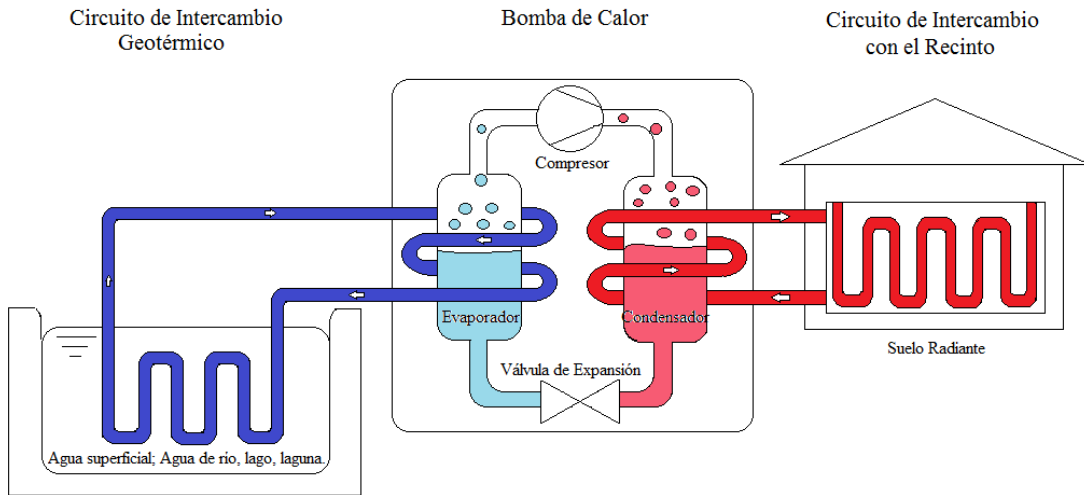 Circuito de Intercambio
Geotérmico
Bomba de Calor
Circuito de Intercambio
con el Recinto
Compresor
Evaporador
Condensador
Válvula de Expansión
Suelo Radiante
Agua superficial; Agua de río, lago, laguna.